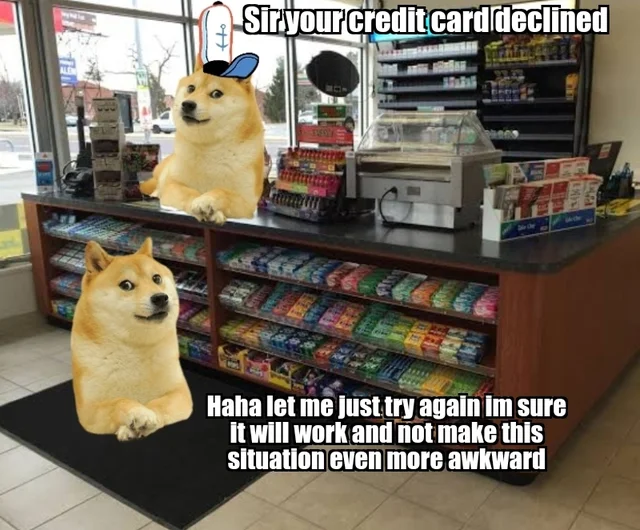 Sir your credit card declined
Haha let me just try again im sure
it will work and not make this
situation even more awkward